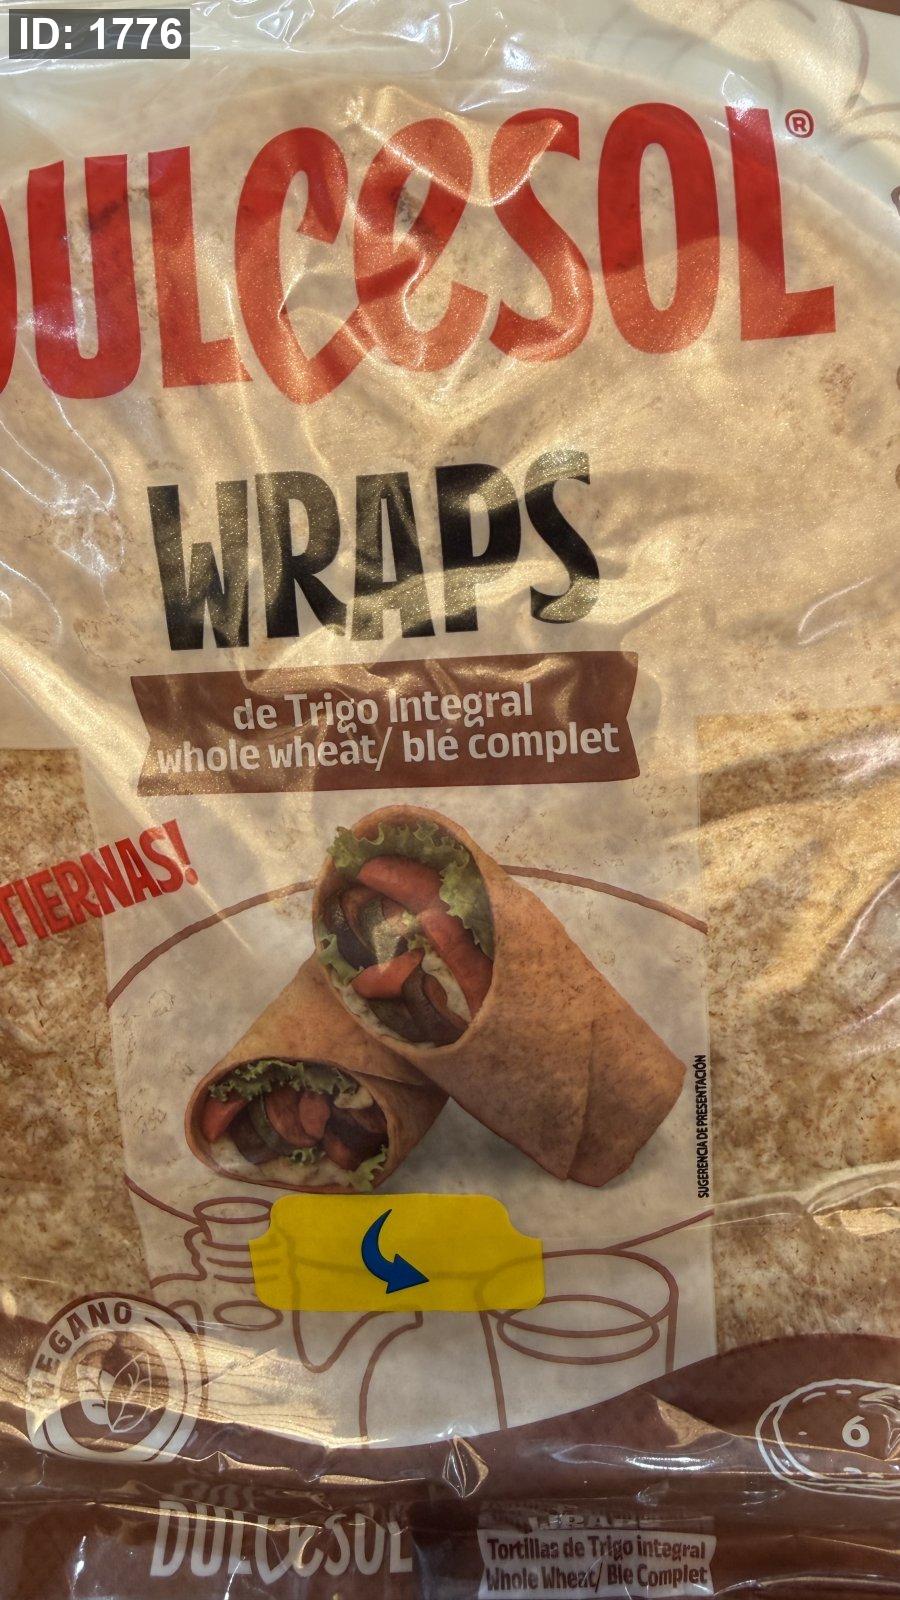 ID: 1776
DULCESOL®
WRAPS
de Trigo Integral
whole wheat/ blé complet
TIERNAS!
SUGERENCIA DE PRESENTACIÓN
VEGANO
6
DULCESOL
WRAPS
Tortillas de Trigo integral
Whole Wheat/ Ble Complet